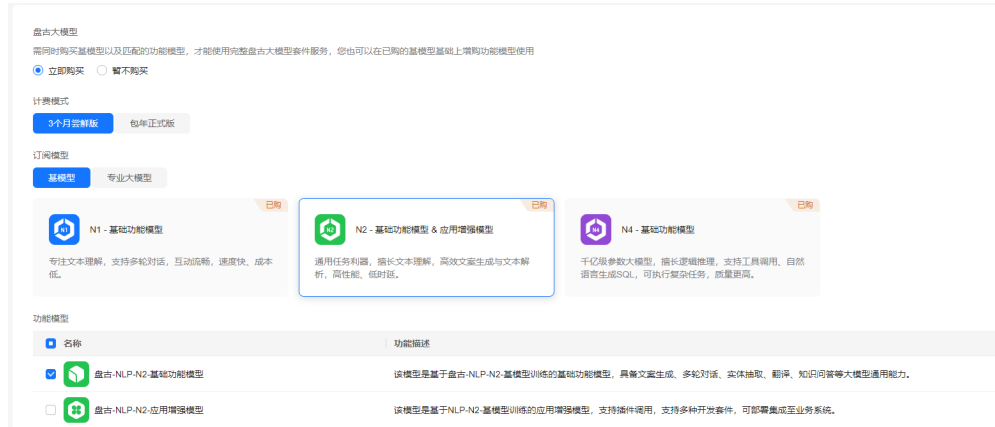 盘古大模型
需同时购买基模型以及匹配的功能模型，才能使用完整盘古大模型套件服务，您也可以在已购的基模型基础上增购功能模型使用
立即购买 暂不购买
计费模式
3个月尝鲜版 包年正式版
订阅模型
基模型 专业大模型
已购 已购 已购
N1 N1 - 基础功能模型 N2 N2 - 基础功能模型 & 应用增强模型 N4 N4 - 基础功能模型
专注文本理解，支持多轮对话，互动流畅，速度快、成本
低。
通用任务利器，擅长文本理解，高效文案生成与文本解
析，高性能、低时延。
千亿级参数大模型，擅长逻辑推理，支持工具调用、自然
语言生成SQL，可执行复杂任务，质量更高。
功能模型
名称 功能描述
盘古-NLP-N2-基础功能模型 该模型是基于盘古-NLP-N2-基模型训练的基础功能模型，具备文案生成、多轮对话、实体抽取、翻译、知识问答等大模型通用能力。
盘古-NLP-N2-应用增强模型 该模型是基于NLP-N2-基模型训练的应用增强模型，支持插件调用，支持多种开发套件，可部署集成至业务系统。